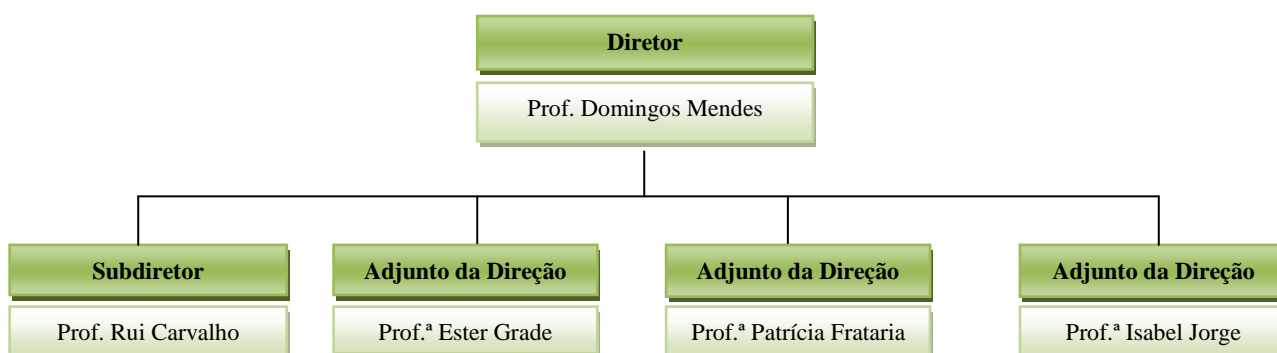 Diretor
Prof. Domingos Mendes
Subdiretor
Prof. Rui Carvalho
Adjunto da Direção
Prof.ª Ester Grade
Adjunto da Direção
Prof.ª Patrícia Frataria
Adjunto da Direção
Prof.ª Isabel Jorge